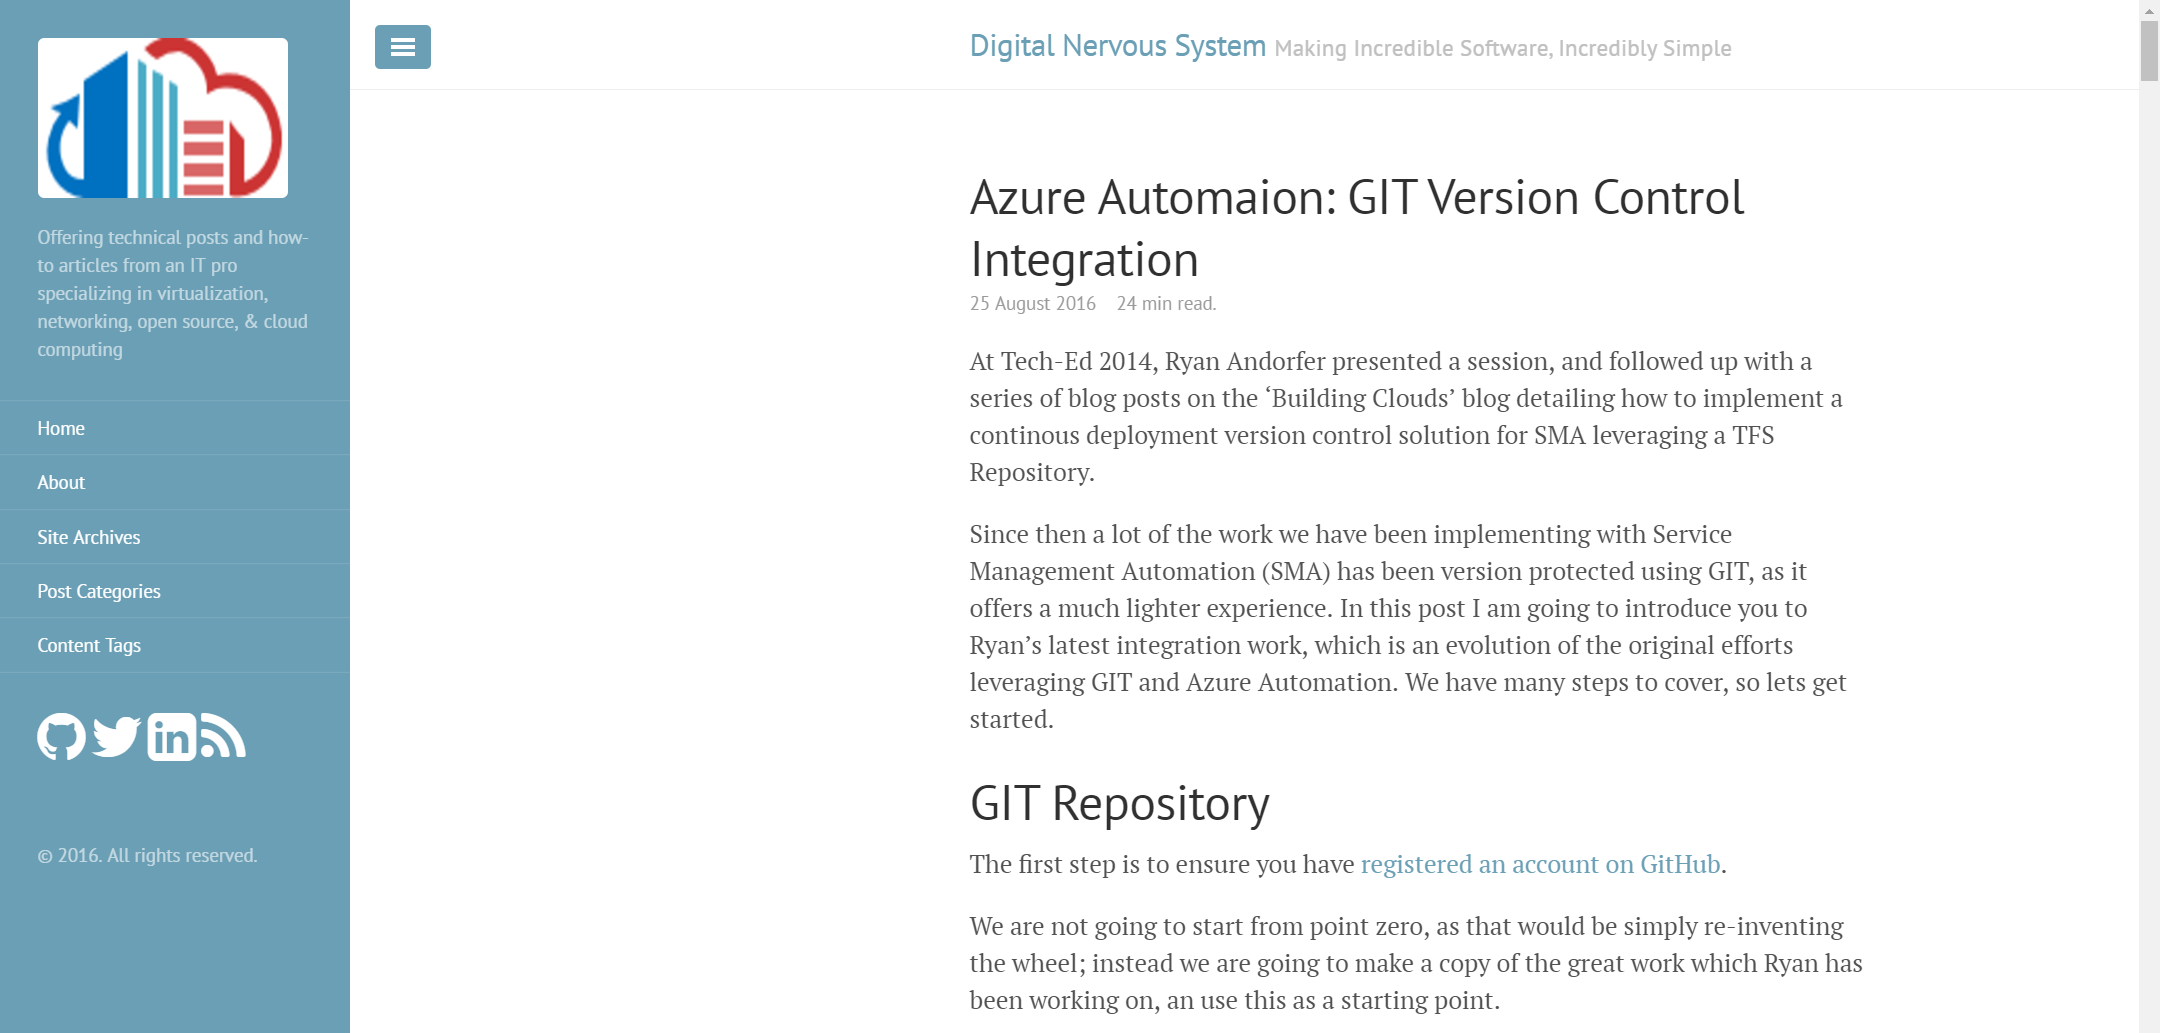 Offering technical posts and how-
to articles from an IT pro
specializing in virtualization,
networking, open source, & cloud
computing
Home
About
Site Archives
Post Categories
Content Tags
in
© 2016. All rights reserved.
Digital Nervous System Making Incredible Software, Incredibly Simple
Azure Automaion: GIT Version Control
Integration
25 August 2016 24 min read.
At Tech-Ed 2014, Ryan Andorfer presented a session, and followed up with a
series of blog posts on the ‘Building Clouds’ blog detailing how to implement a
continous deployment version control solution for SMA leveraging a TFS
Repository.
Since then a lot of the work we have been implementing with Service
Management Automation (SMA) has been version protected using GIT, as it
offers a much lighter experience. In this post I am going to introduce you to
Ryan’s latest integration work, which is an evolution of the original efforts
leveraging GIT and Azure Automation. We have many steps to cover, so lets get
started.
GIT Repository
The first step is to ensure you have registered an account on GitHub.
We are not going to start from point zero, as that would be simply re-inventing
the wheel; instead we are going to make a copy of the great work which Ryan has
been working on, an use this as a starting point.